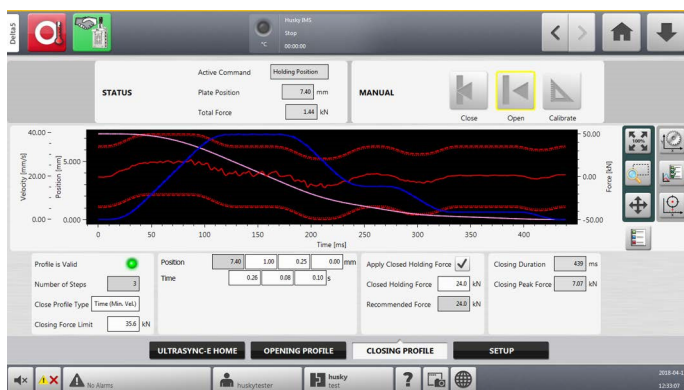 Delta5
Husky IMS
Stop
°C 00:00:00
STATUS
Active Command Holding Position
Plate Position 7.40 mm
Total Force 1.44 kN
MANUAL
Close Open Calibrate
100%
Velocity [mm/s]
40.00
20.00
0.00
Position [mm]
5.000
0.000
Force [kN]
50.00
0.00
-50.00
0 50 100 150 200 250 300 350 400
Time [ms]
Profile is Valid
Number of Steps 3
Close Profile Type Time (Min. Vel.)
Closing Force Limit 35.6 kN
Position 7.40 1.00 0.25 0.00 mm
Time 0.26 0.08 0.10 s
Apply Closed Holding Force
Closed Holding Force 24.0 kN
Recommended Force 24.0 kN
Closing Duration 439 ms
Closing Peak Force 7.07 kN
ULTRASYNC-E HOME OPENING PROFILE CLOSING PROFILE SETUP
No Alarms
huskytester
husky
test
?
2018-04-1
12:33:07